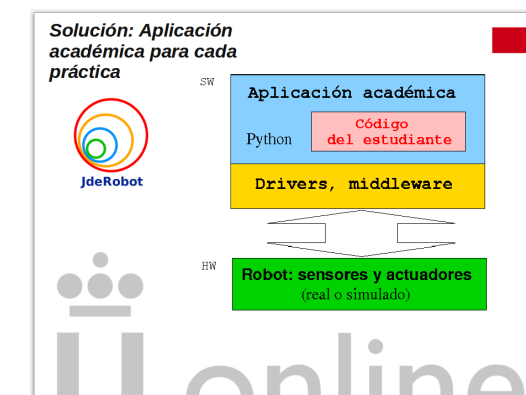 Solución: Aplicación
académica para cada
práctica
SW
Aplicación académica
Python
Código
del estudiante
JdeRobot
Drivers, middleware
HW
Robot: sensores y actuadores
(real o simulado)
u online